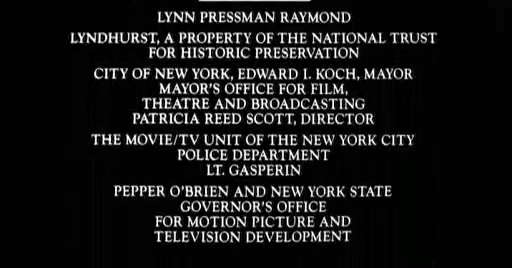 LYNN PRESSMAN RAYMOND
LYNDHURST, A PROPERTY OF THE NATIONAL TRUST
FOR HISTORIC PRESERVATION
CITY OF NEW YORK, EDWARD I. KOCH, MAYOR
MAYOR'S OFFICE FOR FILM,
THEATRE AND BROADCASTING
PATRICIA REED SCOTT, DIRECTOR
THE MOVIE/TV UNIT OF THE NEW YORK CITY
POLICE DEPARTMENT
LT. GASPERIN
PEPPER O'BRIEN AND NEW YORK STATE
GOVERNOR'S OFFICE
FOR MOTION PICTURE AND
TELEVISION DEVELOPMENT